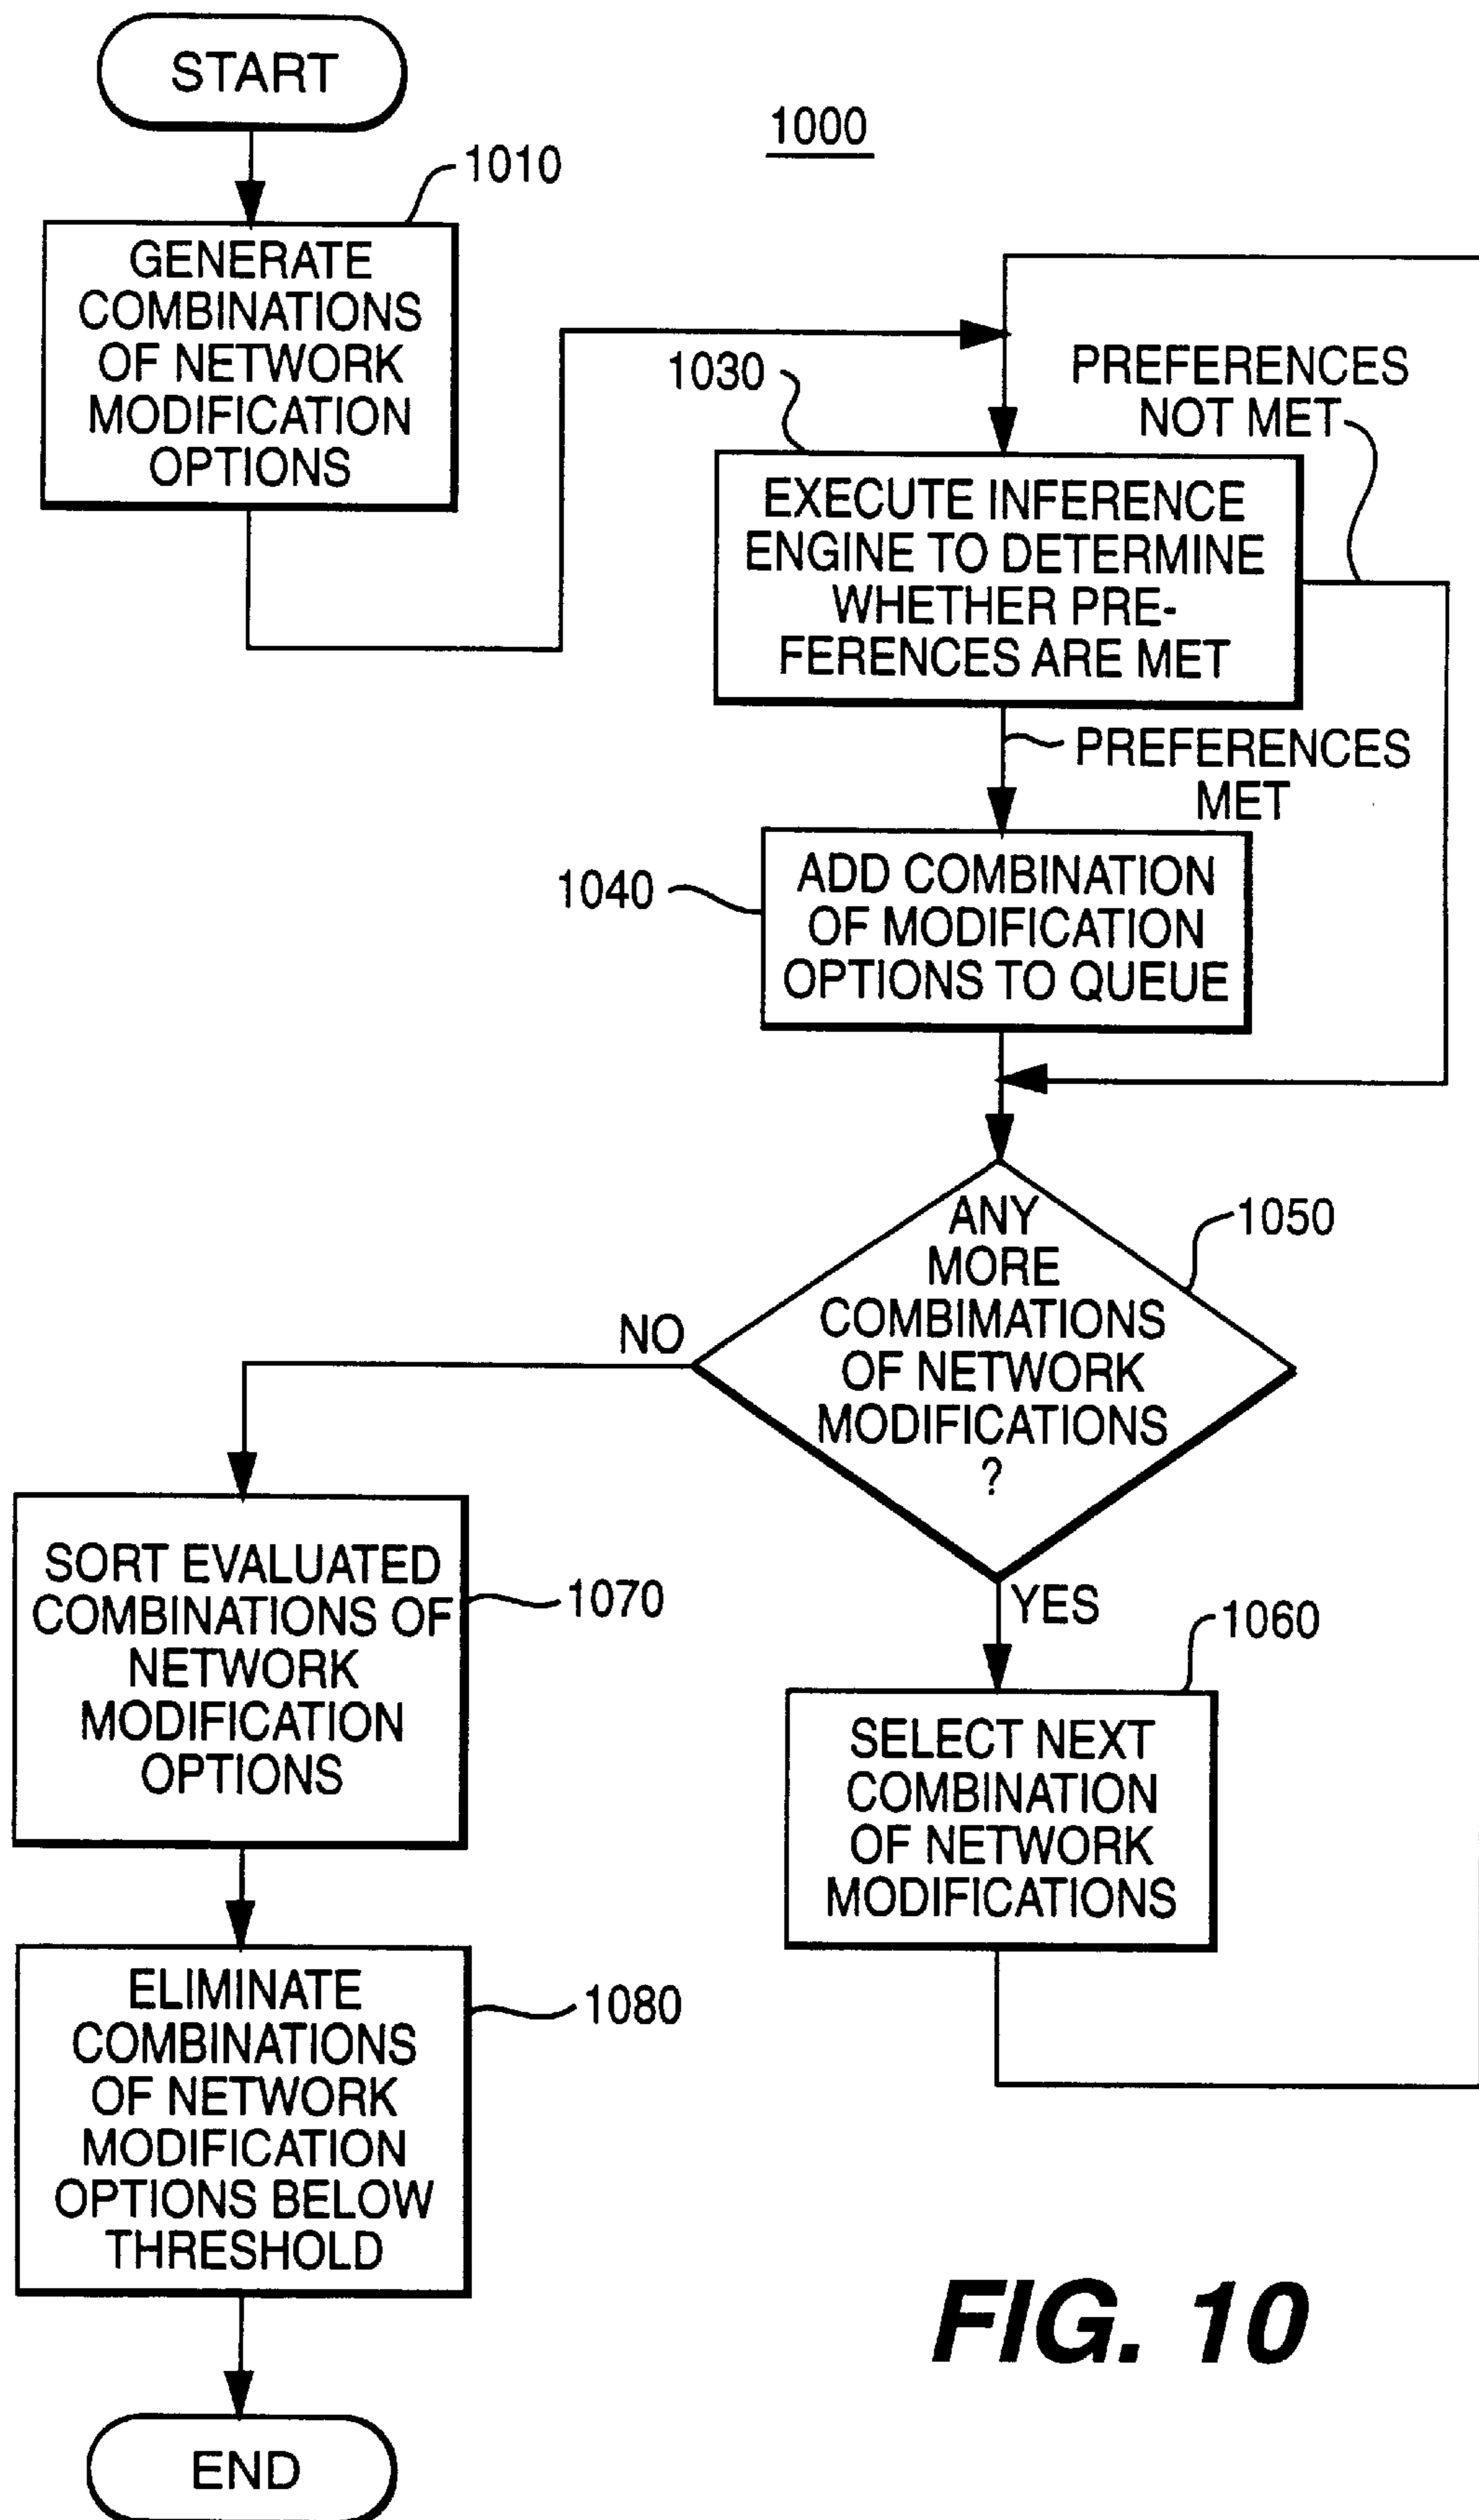 START
1000
1010
GENERATE
COMBINATIONS
OF NETWORK
MODIFICATION
OPTIONS
1030
PREFERENCES
NOT MET
EXECUTE INFERENCE
ENGINE TO DETERMINE
WHETHER PRE-
FERENCES ARE MET
PREFERENCES
MET
1040
ADD COMBINATION
OF MODIFICATION
OPTIONS TO QUEUE
ANY
MORE
COMBIMATIONS
OF NETWORK
MODIFICATIONS
?
1050
NO
YES
SORT EVALUATED
COMBINATIONS OF
NETWORK
MODIFICATION
OPTIONS
1070
1060
SELECT NEXT
COMBINATION
OF NETWORK
MODIFICATIONS
ELIMINATE
COMBINATIONS
OF NETWORK
MODIFICATION
OPTIONS BELOW
THRESHOLD
1080
FIG. 10
END